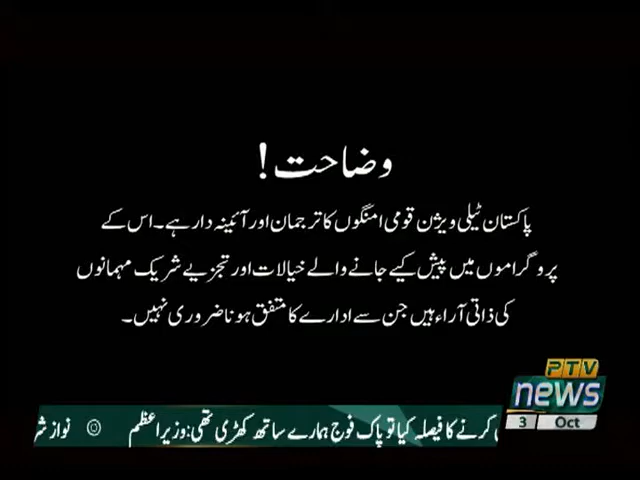 وضاحت!
پاکستان ٹیلی ویژن قومی امنگوں کا ترجمان اور آئینہ دار ہے۔ اس کے
پروگراموں میں پیش کیے جانے والے خیالات اور تجزیے شریک مہمانوں
کی ذاتی آراء ہیں جن سے ادارے کا متفق ہونا ضروری نہیں۔
PTV
news
3 Oct
کرنے کا فیصلہ کیا تو پاک فوج ہمارے ساتھ کھڑی تھی: وزیراعظم ◎ نواز